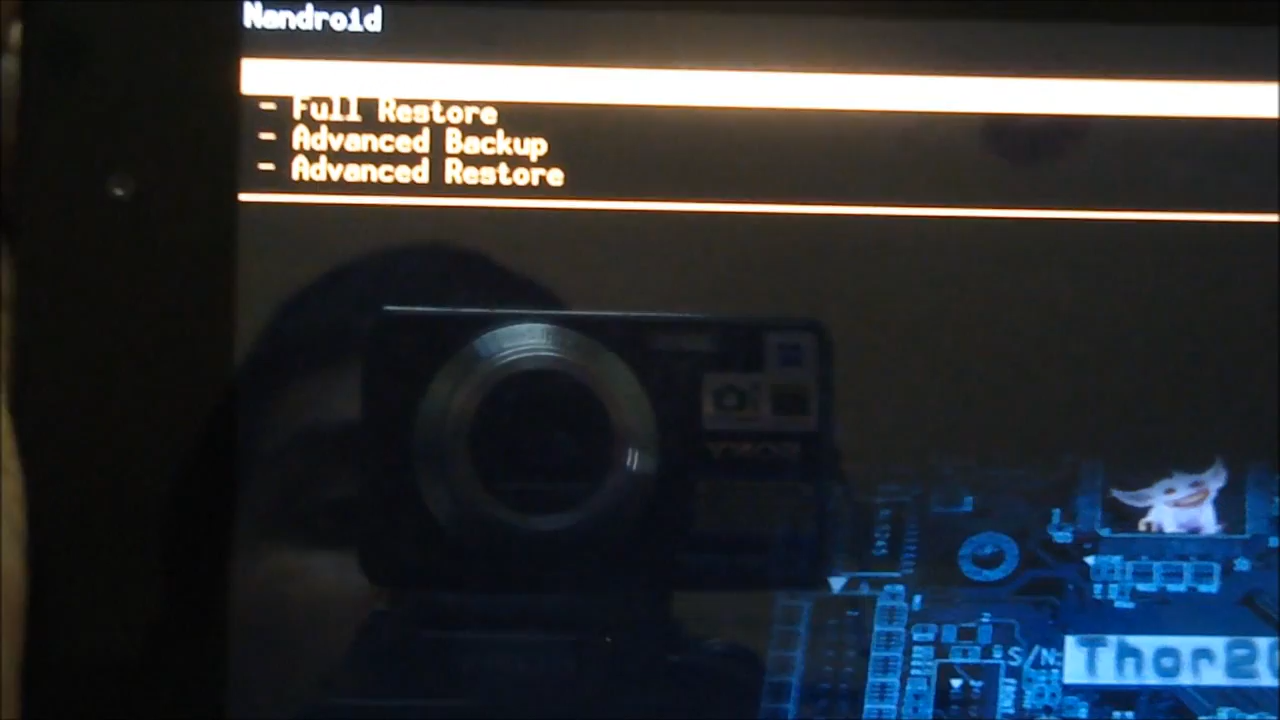 Nandroid
- Full Restore
- Advanced Backup
- Advanced Restore
S/N:
Thor2